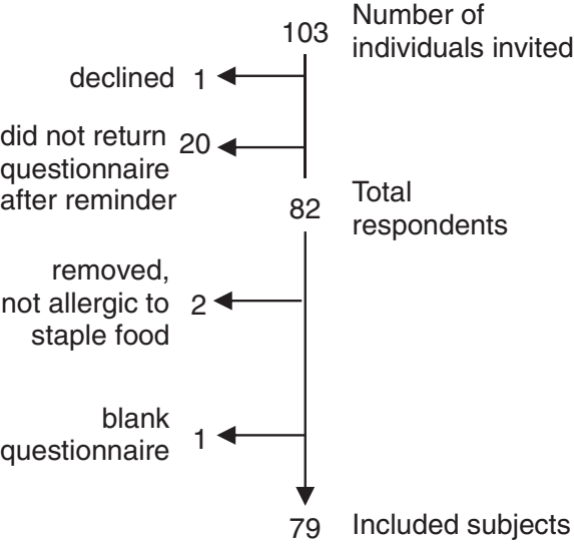 103 Number of
individuals invited
declined 1
did not return 20
questionnaire
after reminder
82 Total
respondents
removed,
not allergic to 2
staple food
blank
questionnaire 1
79 Included subjects